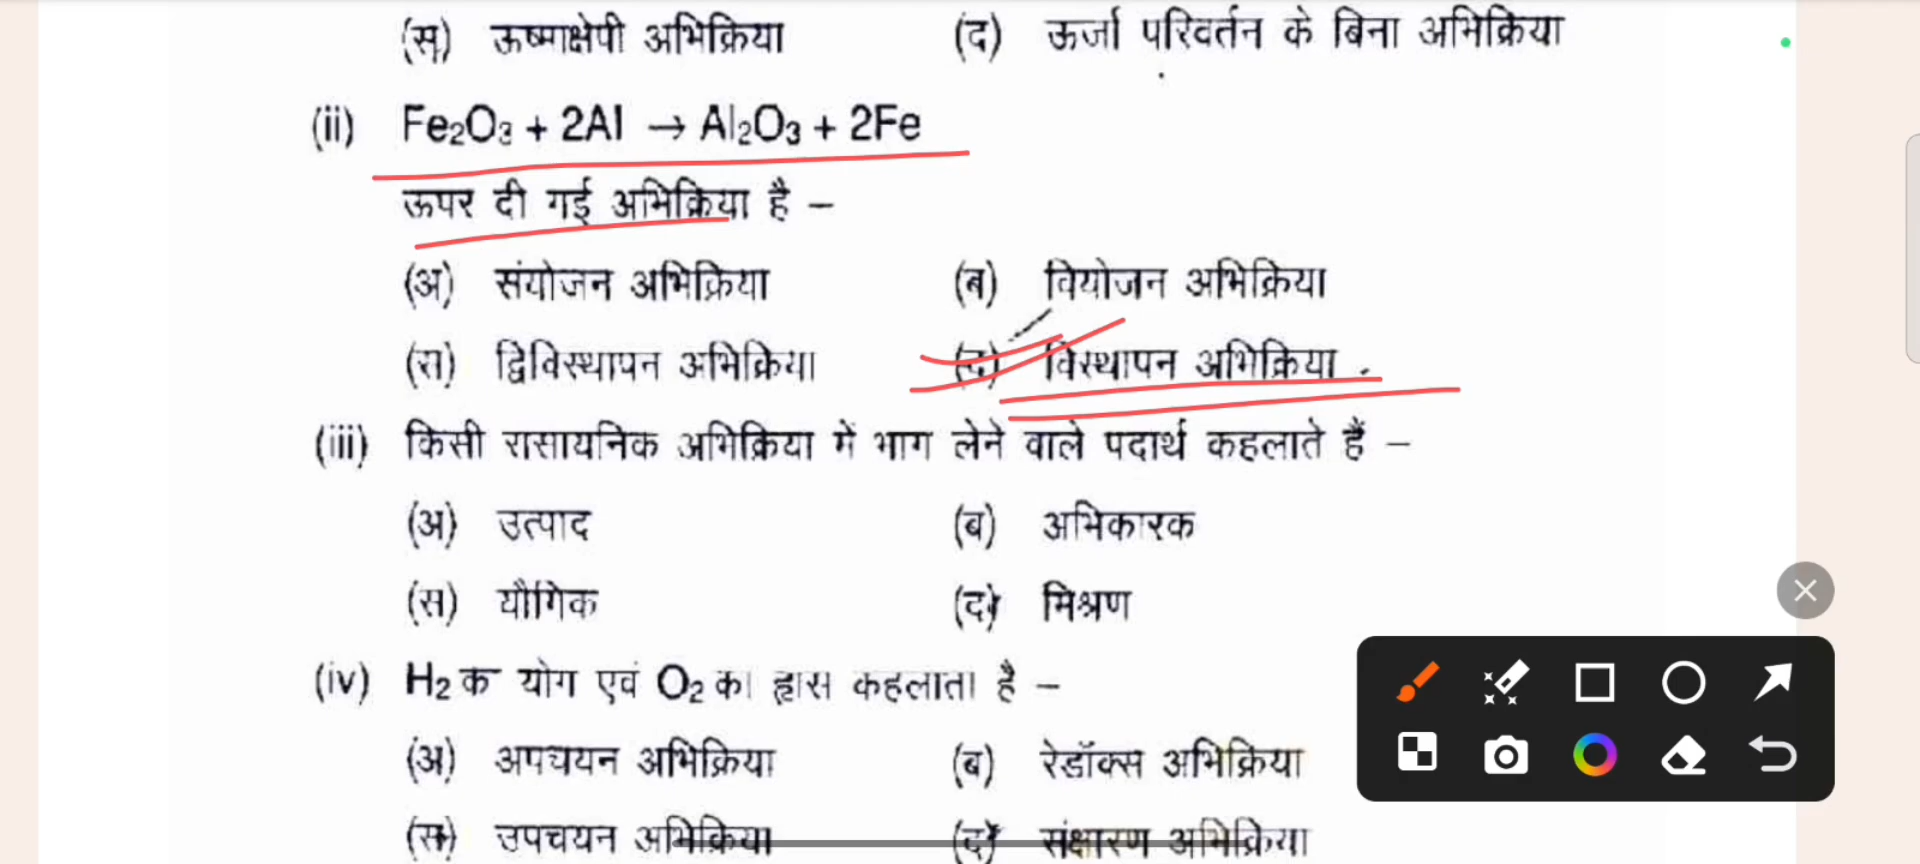 (स) ऊष्माक्षेपी अभिक्रिया (द) ऊर्जा परिवर्तन के बिना अभिक्रिया
(ii) Fe₂O₃ + 2Al → Al₂O₃ + 2Fe
ऊपर दी गई अभिक्रिया है –
(अ) संयोजन अभिक्रिया (ब) वियोजन अभिक्रिया
(स) द्विविस्थापन अभिक्रिया (द) विस्थापन अभिक्रिया .
(iii) किसी रासायनिक अभिक्रिया में भाग लेने वाले पदार्थ कहलाते हैं –
(अ) उत्पाद (ब) अभिकारक
(स) यौगिक (द) मिश्रण
(iv) H₂ क योग एवं O₂ का ह्रास कहलाता है –
(अ) अपचयन अभिक्रिया (ब) रेडॉक्स अभिक्रिया
(स) उपचयन अभिक्रिया (द) संक्षारण अभिक्रिया